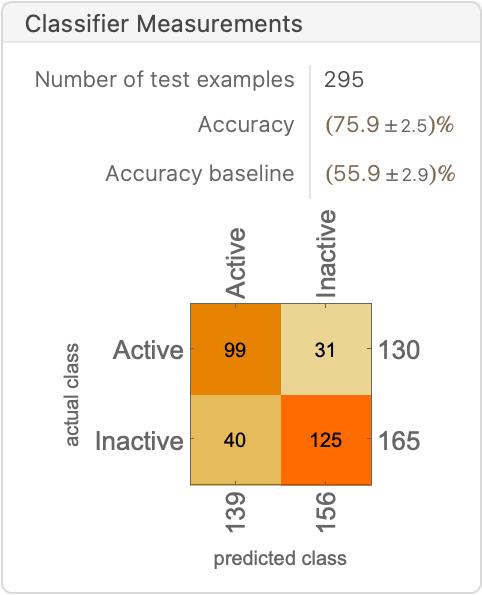 Classifier Measurements
Number of test examples 295
Accuracy (75.9 ±2.5)%
Accuracy baseline (55.9 ±2.9)%
Active Inactive
actual class
Active 99 31 130
Inactive 40 125 165
139 156
predicted class